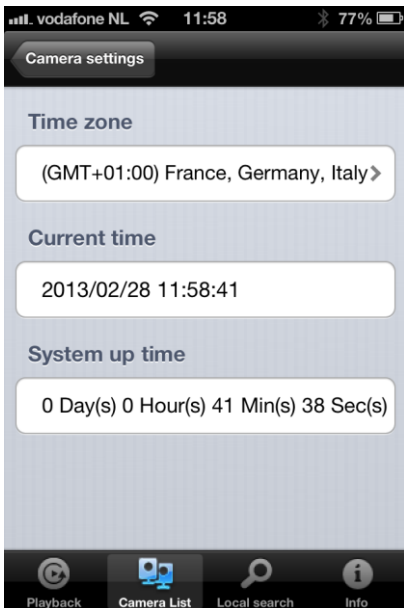 vodafone NL 11:58 77%
Camera settings
Time zone
(GMT+01:00) France, Germany, Italy
Current time
2013/02/28 11:58:41
System up time
0 Day(s) 0 Hour(s) 41 Min(s) 38 Sec(s)
Playback Camera List Local search Info